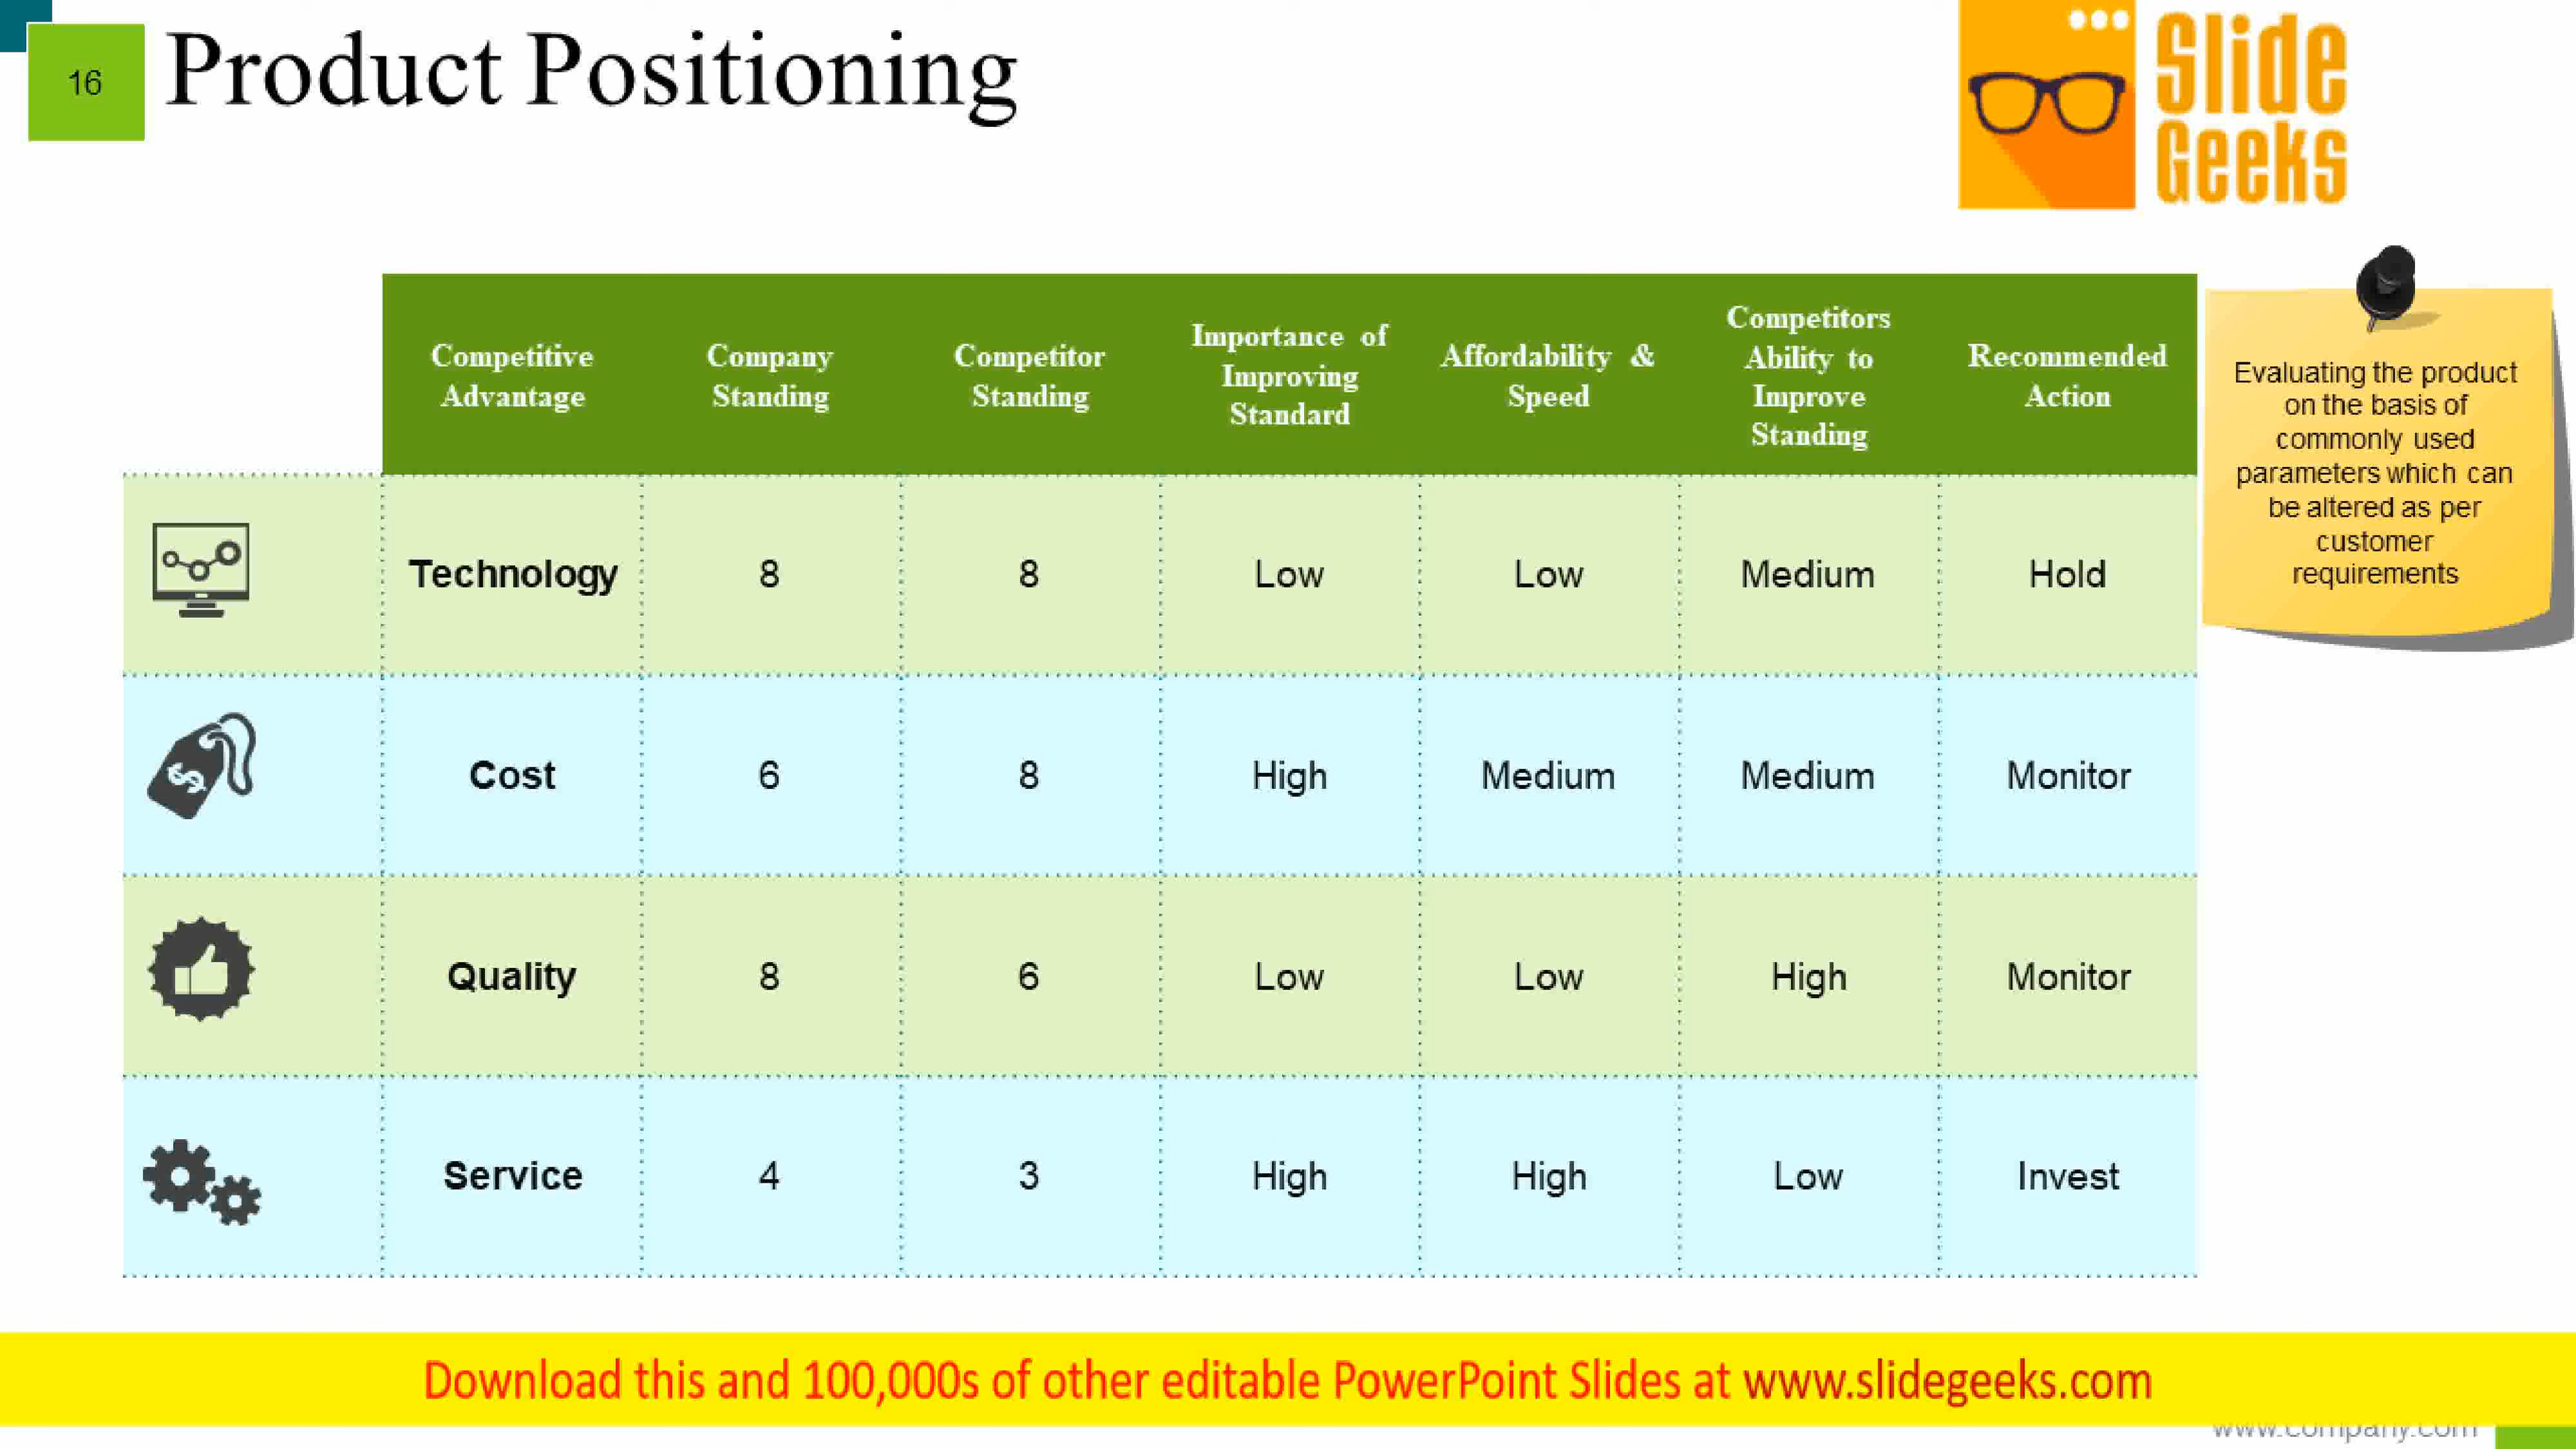 16
Product Positioning
Slide
Geeks
Competitive
Advantage
Company
Standing
Competitor
Standing
Importance of
Improving
Standard
Affordability &
Speed
Competitors
Ability to
Improve
Standing
Recommended
Action
Technology 8 8 Low Low Medium Hold
$
Cost 6 8 High Medium Medium Monitor
Quality 8 6 Low Low High Monitor
Service 4 3 High High Low Invest
Evaluating the product
on the basis of
commonly used
parameters which can
be altered as per
customer
requirements
Download this and 100,000s of other editable PowerPoint Slides at www.slidegeeks.com
www.company.com